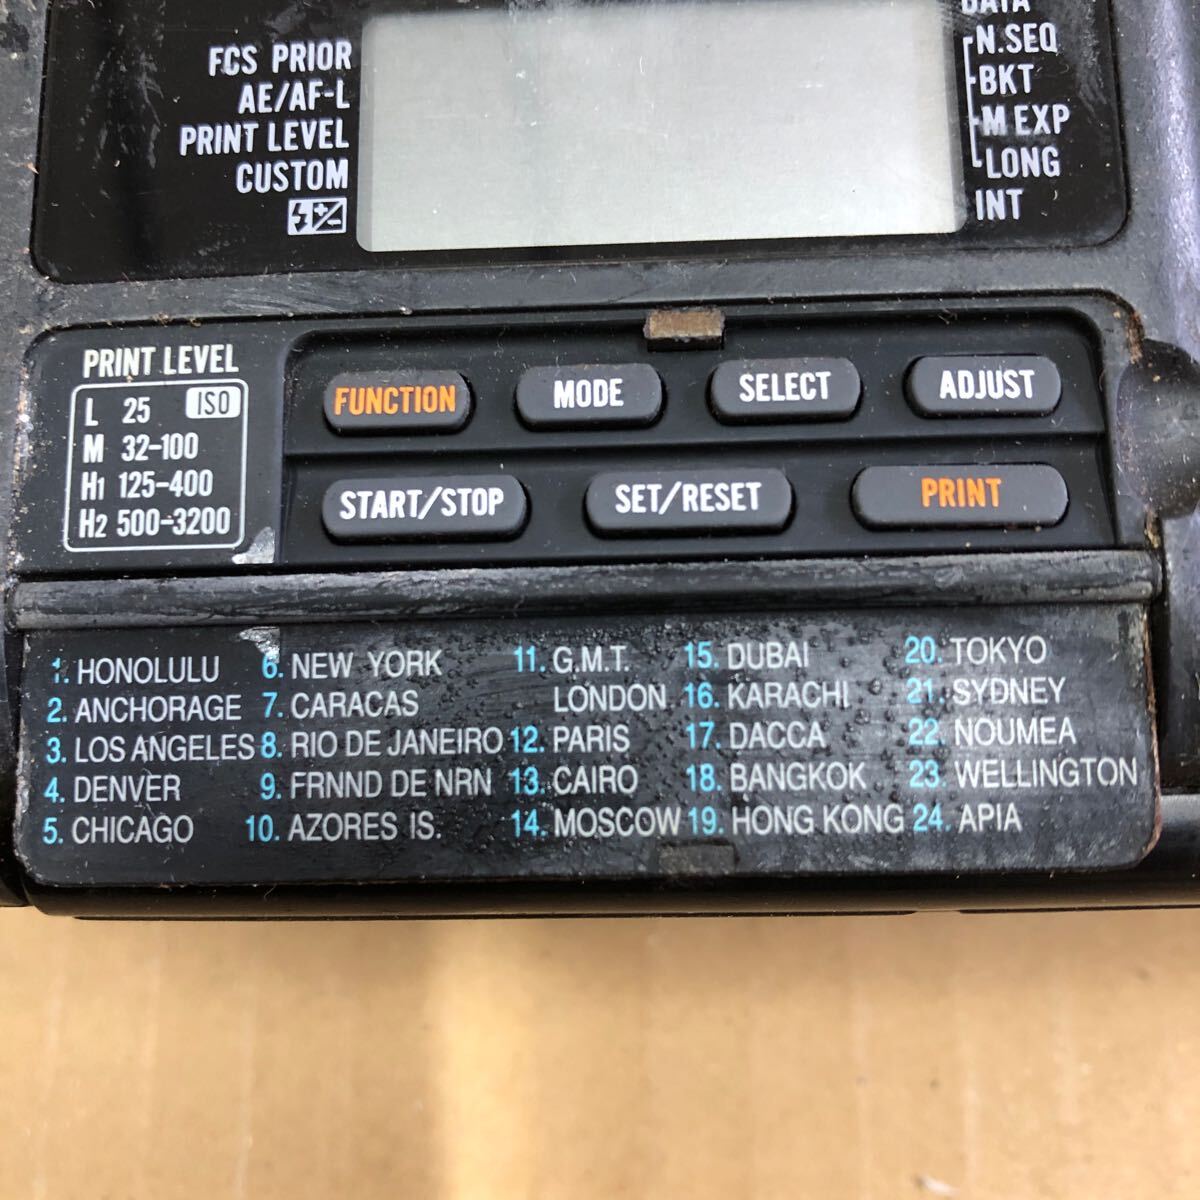 FCS PRIOR
AE/AF-L
PRINT LEVEL
CUSTOM
DATA
N.SEQ
BKT
M EXP
LONG
INT
PRINT LEVEL
L 25 ISO
M 32-100
H1 125-400
H2 500-3200
FUNCTION MODE SELECT ADJUST
START/STOP SET/RESET PRINT
1. HONOLULU
2. ANCHORAGE
3. LOS ANGELES
4. DENVER
5. CHICAGO
6. NEW YORK
7. CARACAS
8. RIO DE JANEIRO
9. FRNND DE NRN
10. AZORES IS.
11. G.M.T.
LONDON
12. PARIS
13. CAIRO
14. MOSCOW
15. DUBAI
16. KARACHI
17. DACCA
18. BANGKOK
19. HONG KONG
20. TOKYO
21. SYDNEY
22. NOUMEA
23. WELLINGTON
24. APIA